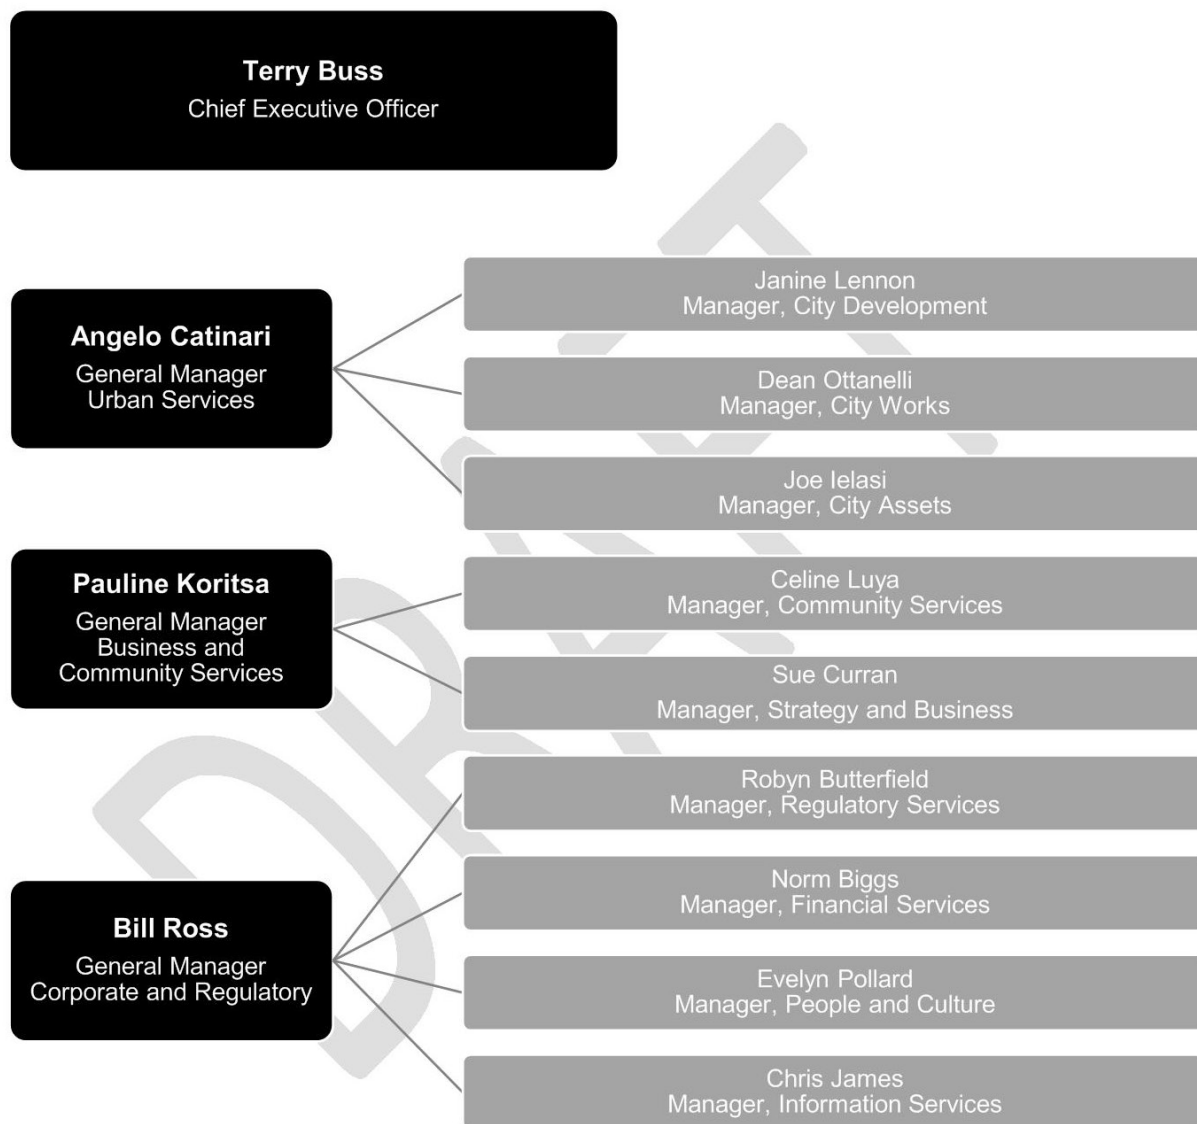 Terry Buss
Chief Executive Officer
Angelo Catinari
General Manager
Urban Services
Janine Lennon
Manager, City Development
Dean Ottanelli
Manager, City Works
Joe Ielasi
Manager, City Assets
Pauline Koritsa
General Manager
Business and
Community Services
Celine Luya
Manager, Community Services
Sue Curran
Manager, Strategy and Business
Bill Ross
General Manager
Corporate and Regulatory
Robyn Butterfield
Manager, Regulatory Services
Norm Biggs
Manager, Financial Services
Evelyn Pollard
Manager, People and Culture
Chris James
Manager, Information Services
DRAFT